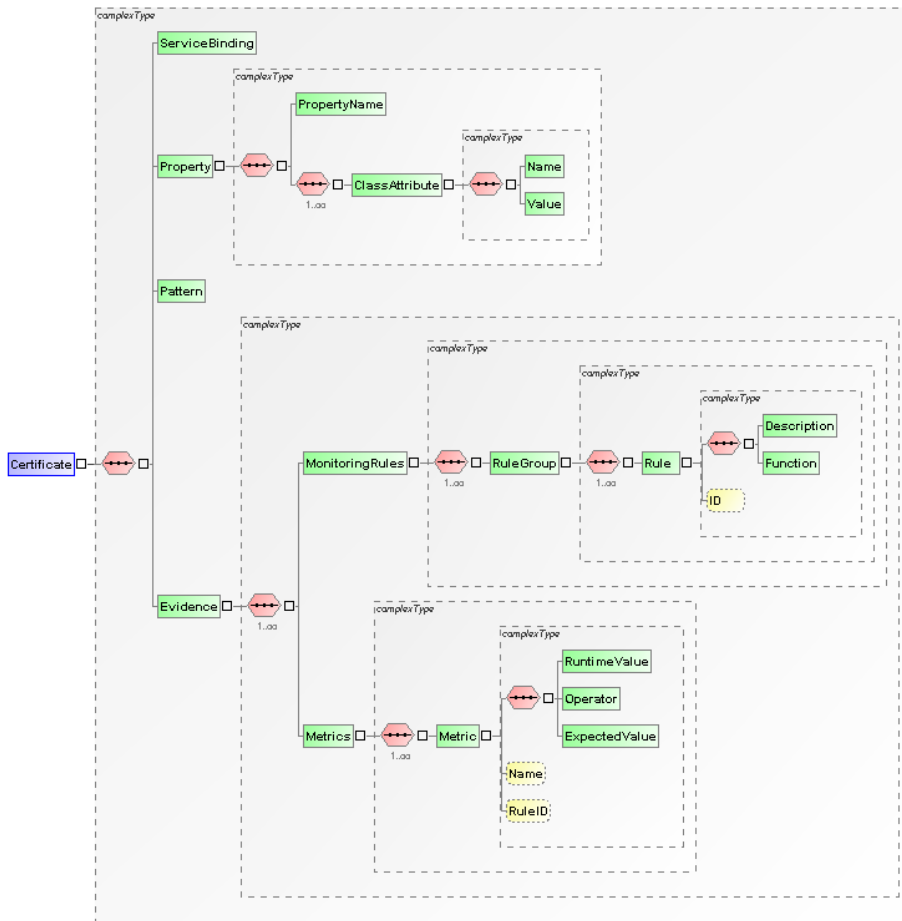 complexType
ServiceBinding
complexType
PropertyName
complexType
Property
Name
ClassAttribute
1..∞
Value
Pattern
complexType
complexType
complexType
complexType
Description
Certificate
MonitoringRules
RuleGroup
Rule
Function
1..∞
1..∞
ID
Evidence
1..∞
complexType
complexType
RuntimeValue
Operator
Metrics
Metric
ExpectedValue
1..∞
Name
RuleID